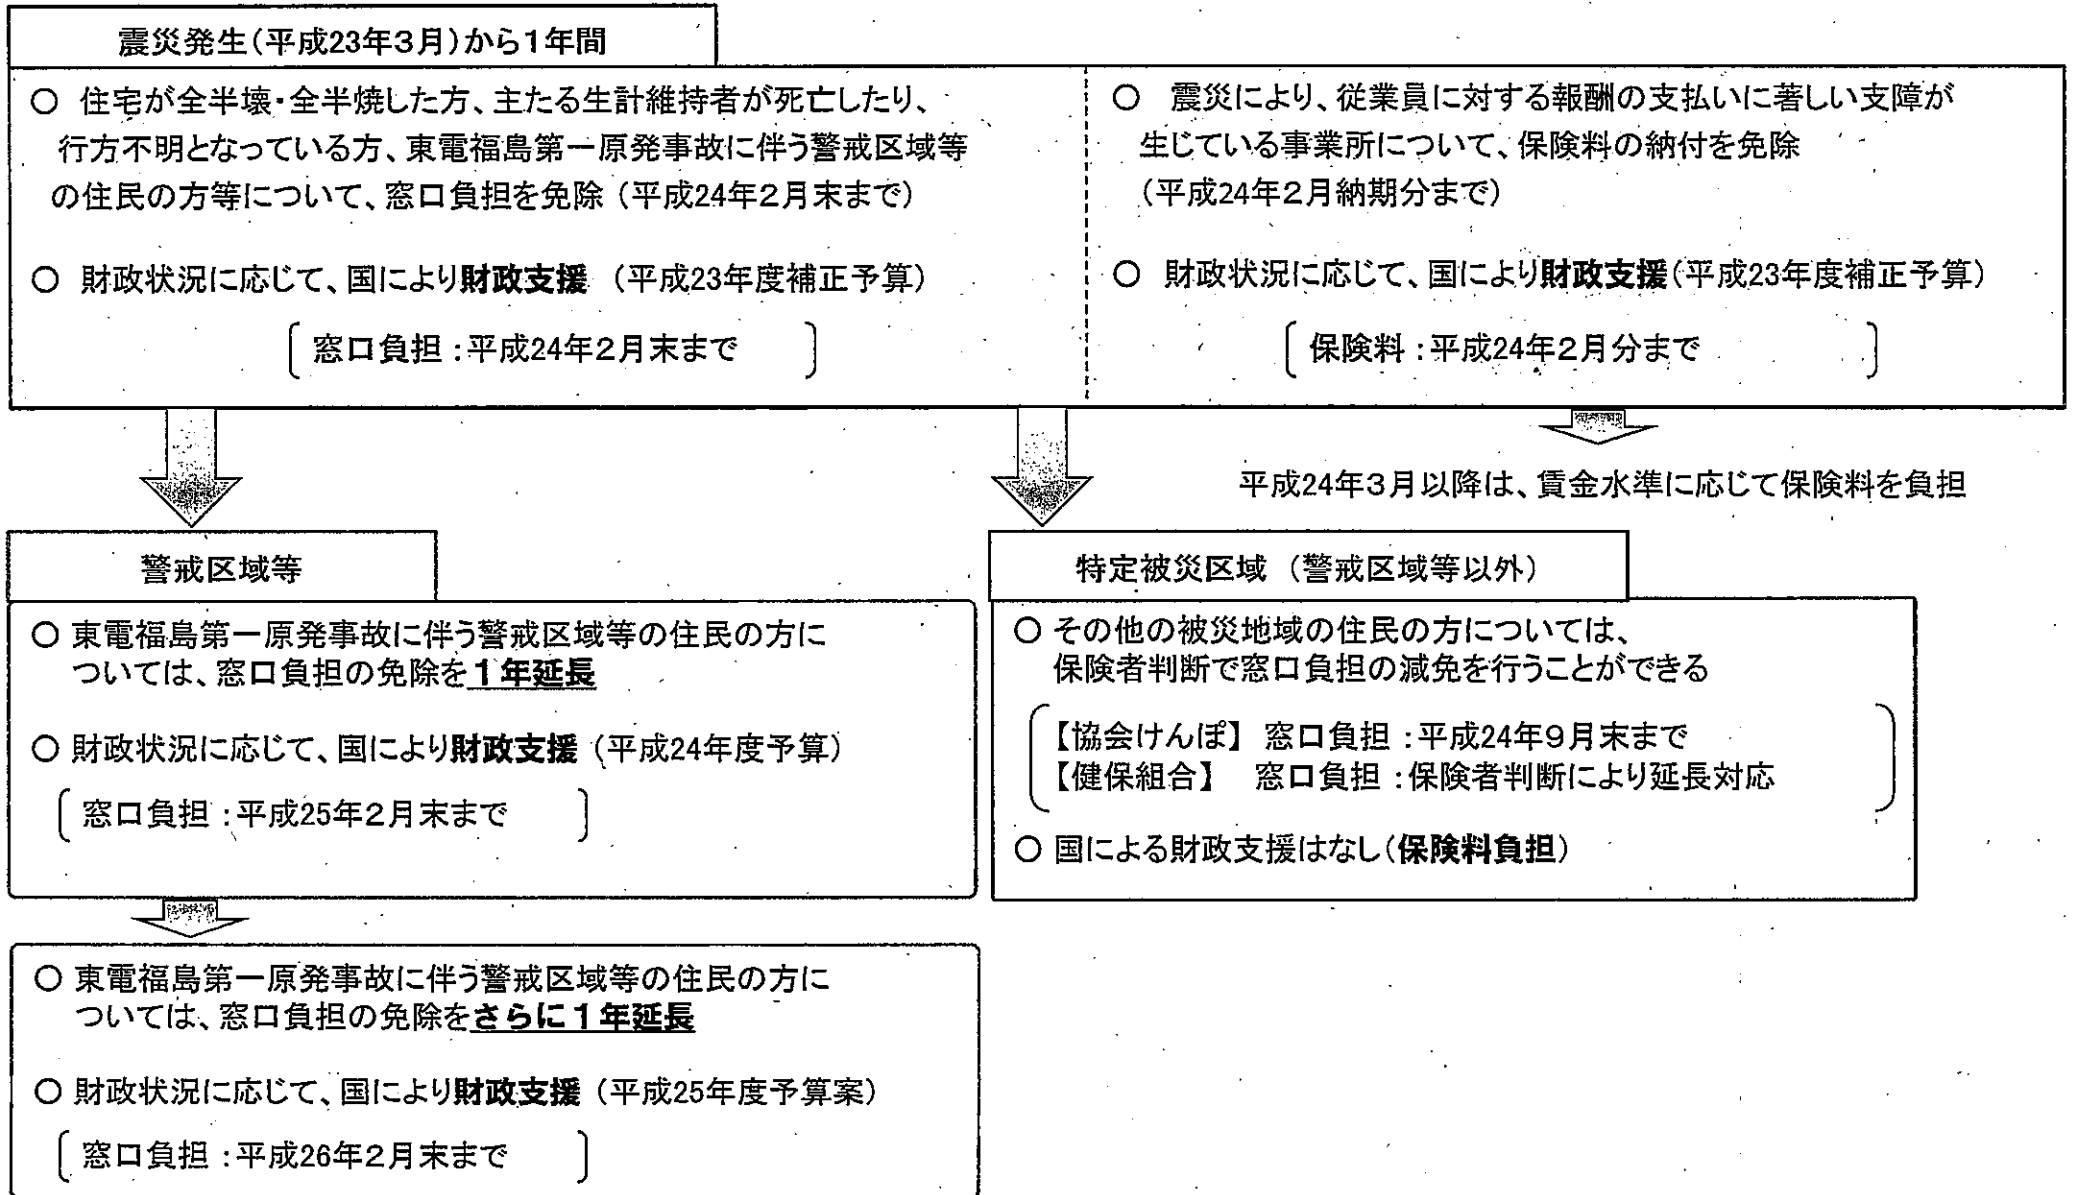 震災発生(平成23年3月)から1年間
○ 住宅が全半壊・全半焼した方、主たる生計維持者が死亡したり、
行方不明となっている方、東電福島第一原発事故に伴う警戒区域等
の住民の方等について、窓口負担を免除（平成24年2月末まで）
○ 財政状況に応じて、国により財政支援（平成23年度補正予算）
窓口負担：平成24年2月末まで
○ 震災により、従業員に対する報酬の支払いに著しい支障が
生じている事業所について、保険料の納付を免除
（平成24年2月納期分まで）
○ 財政状況に応じて、国により財政支援（平成23年度補正予算）
保険料：平成24年2月分まで
平成24年3月以降は、賃金水準に応じて保険料を負担
警戒区域等
○ 東電福島第一原発事故に伴う警戒区域等の住民の方に
ついては、窓口負担の免除を１年延長
○ 財政状況に応じて、国により財政支援（平成24年度予算）
窓口負担：平成25年2月末まで
特定被災区域（警戒区域等以外）
○ その他の被災地域の住民の方については、
保険者判断で窓口負担の減免を行うことができる
【協会けんぽ】 窓口負担：平成24年9月末まで
【健保組合】 窓口負担：保険者判断により延長対応
○ 国による財政支援はなし（保険料負担）
○ 東電福島第一原発事故に伴う警戒区域等の住民の方に
ついては、窓口負担の免除をさらに１年延長
○ 財政状況に応じて、国により財政支援（平成25年度予算案）
窓口負担：平成26年2月末まで